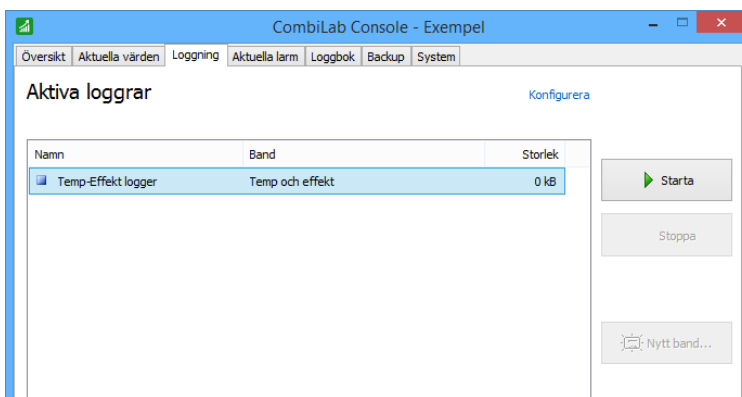 CombiLab Console - Exempel
Översikt Aktuella värden Loggning Aktuella larm Loggbok Backup System
Aktiva loggrar
Konfigurera
Namn Band Storlek
Temp-Effekt logger Temp och effekt 0 kB
Starta
Stoppa
Nytt band...